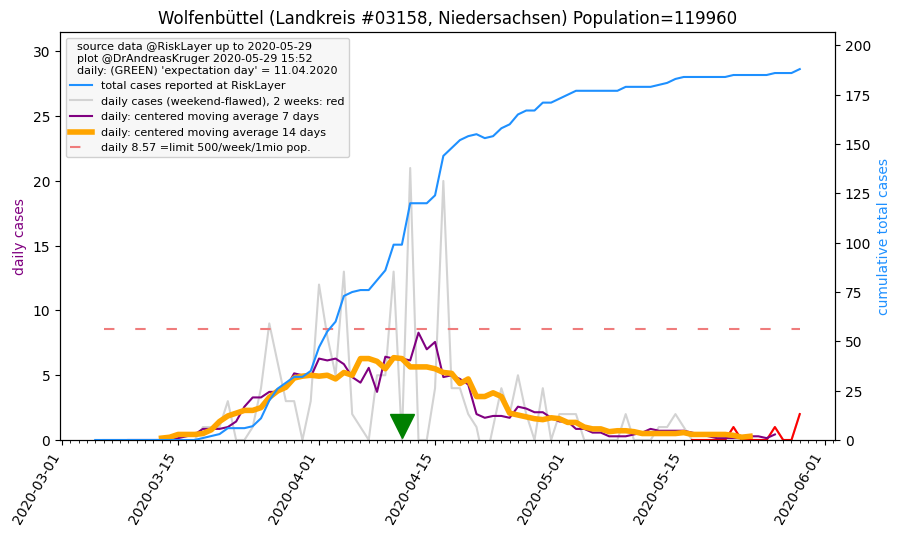 Wolfenbüttel (Landkreis #03158, Niedersachsen) Population=119960
source data @RiskLayer up to 2020-05-29
plot @DrAndreasKruger 2020-05-29 15:52
daily: (GREEN) 'expectation day' = 11.04.2020
total cases reported at RiskLayer
daily cases (weekend-flawed), 2 weeks: red
daily: centered moving average 7 days
daily: centered moving average 14 days
daily 8.57 =limit 500/week/1mio pop.
daily cases
30
25
20
15
10
5
0
cumulative total cases
200
175
150
125
100
75
50
25
0
2020-03-01
2020-03-15
2020-04-01
2020-04-15
2020-05-01
2020-05-15
2020-06-01